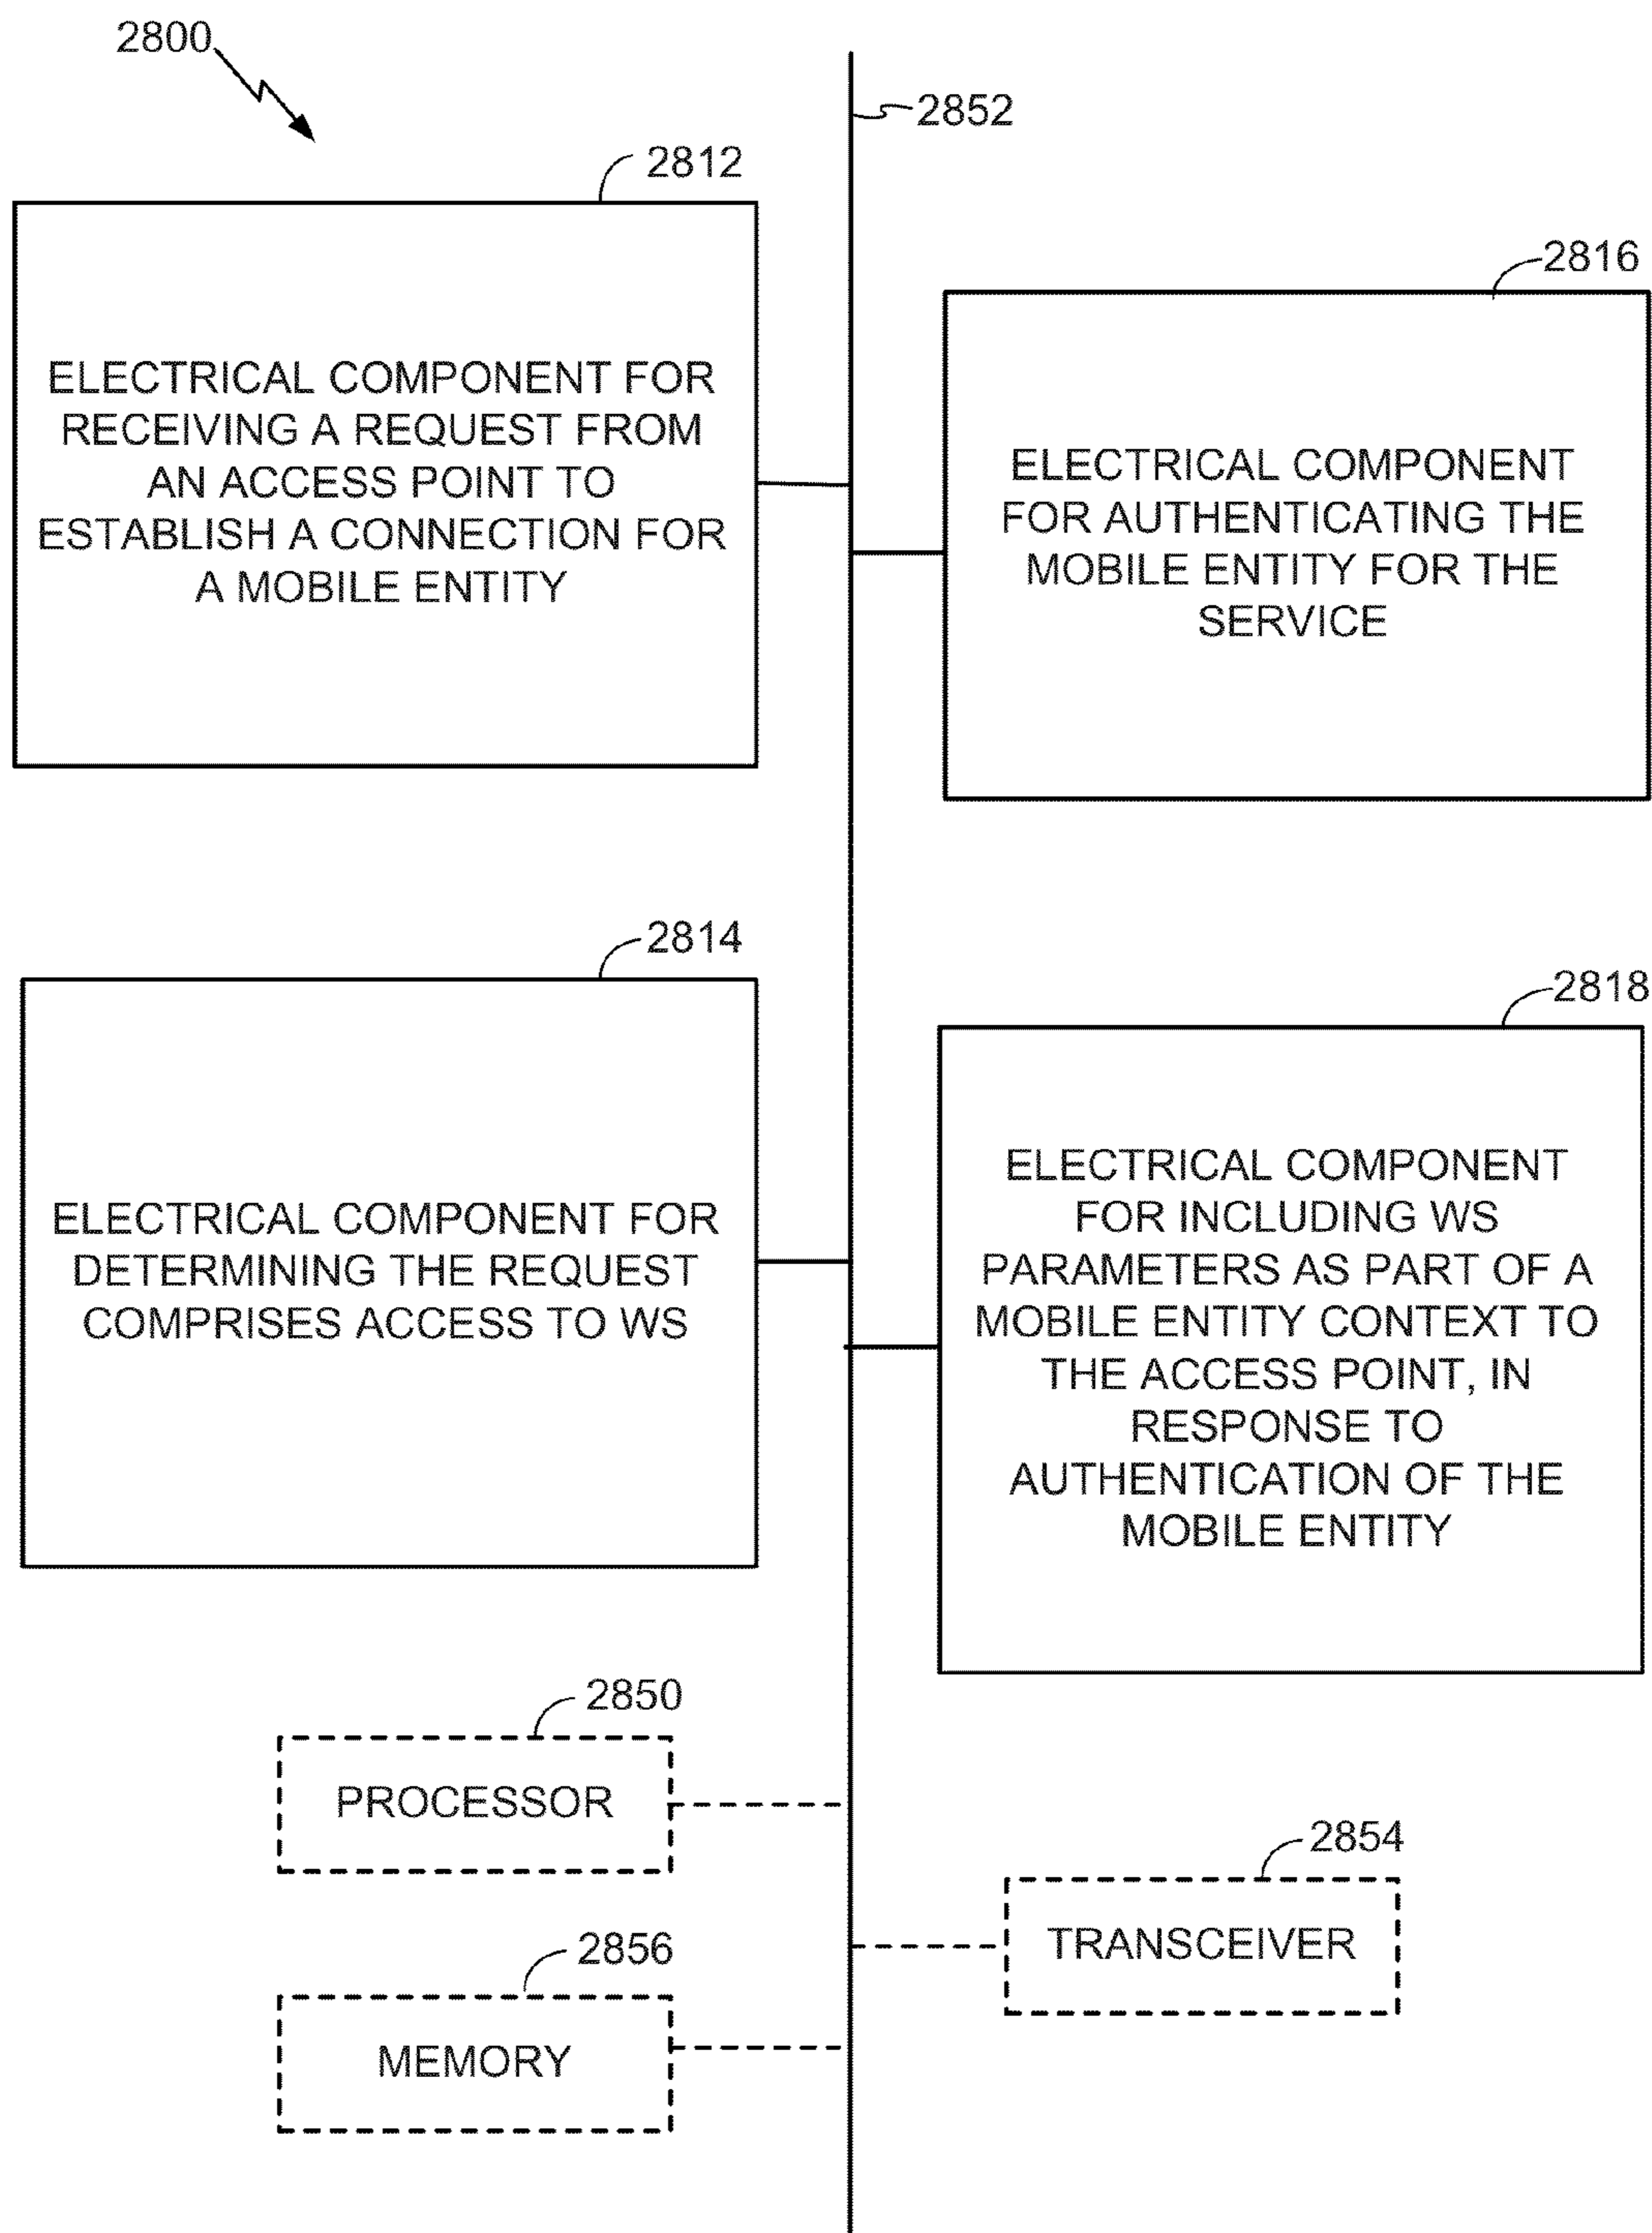 2800
2852
2812
ELECTRICAL COMPONENT FOR
RECEIVING A REQUEST FROM
AN ACCESS POINT TO
ESTABLISH A CONNECTION FOR
A MOBILE ENTITY
2816
ELECTRICAL COMPONENT
FOR AUTHENTICATING THE
MOBILE ENTITY FOR THE
SERVICE
2814
ELECTRICAL COMPONENT FOR
DETERMINING THE REQUEST
COMPRISES ACCESS TO WS
2818
ELECTRICAL COMPONENT
FOR INCLUDING WS
PARAMETERS AS PART OF A
MOBILE ENTITY CONTEXT TO
THE ACCESS POINT, IN
RESPONSE TO
AUTHENTICATION OF THE
MOBILE ENTITY
2850
PROCESSOR
2854
TRANSCEIVER
2856
MEMORY